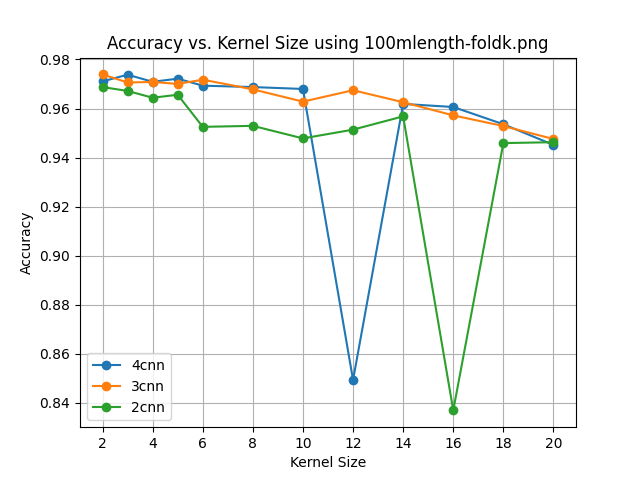 Accuracy vs. Kernel Size using 100mlength-foldk.png
0.98
0.96
0.94
0.92
0.90
0.88
0.86
0.84
Accuracy
4cnn
3cnn
2cnn
2 4 6 8 10 12 14 16 18 20
Kernel Size